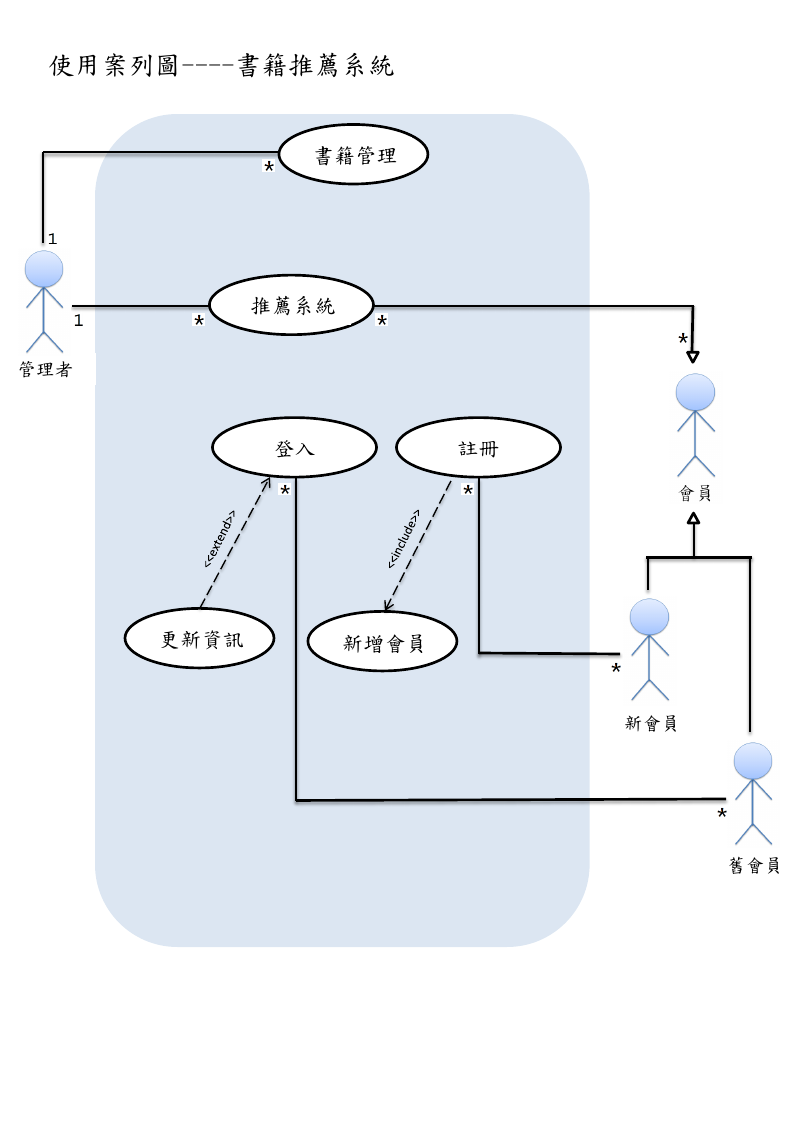 使用案列圖----書籍推薦系統
書籍管理
*
1
推薦系統
1
*
*
*
管理者
登入
註冊
會員
*
*
<<extend>>
<<include>>
更新資訊
新增會員
*
新會員
*
舊會員